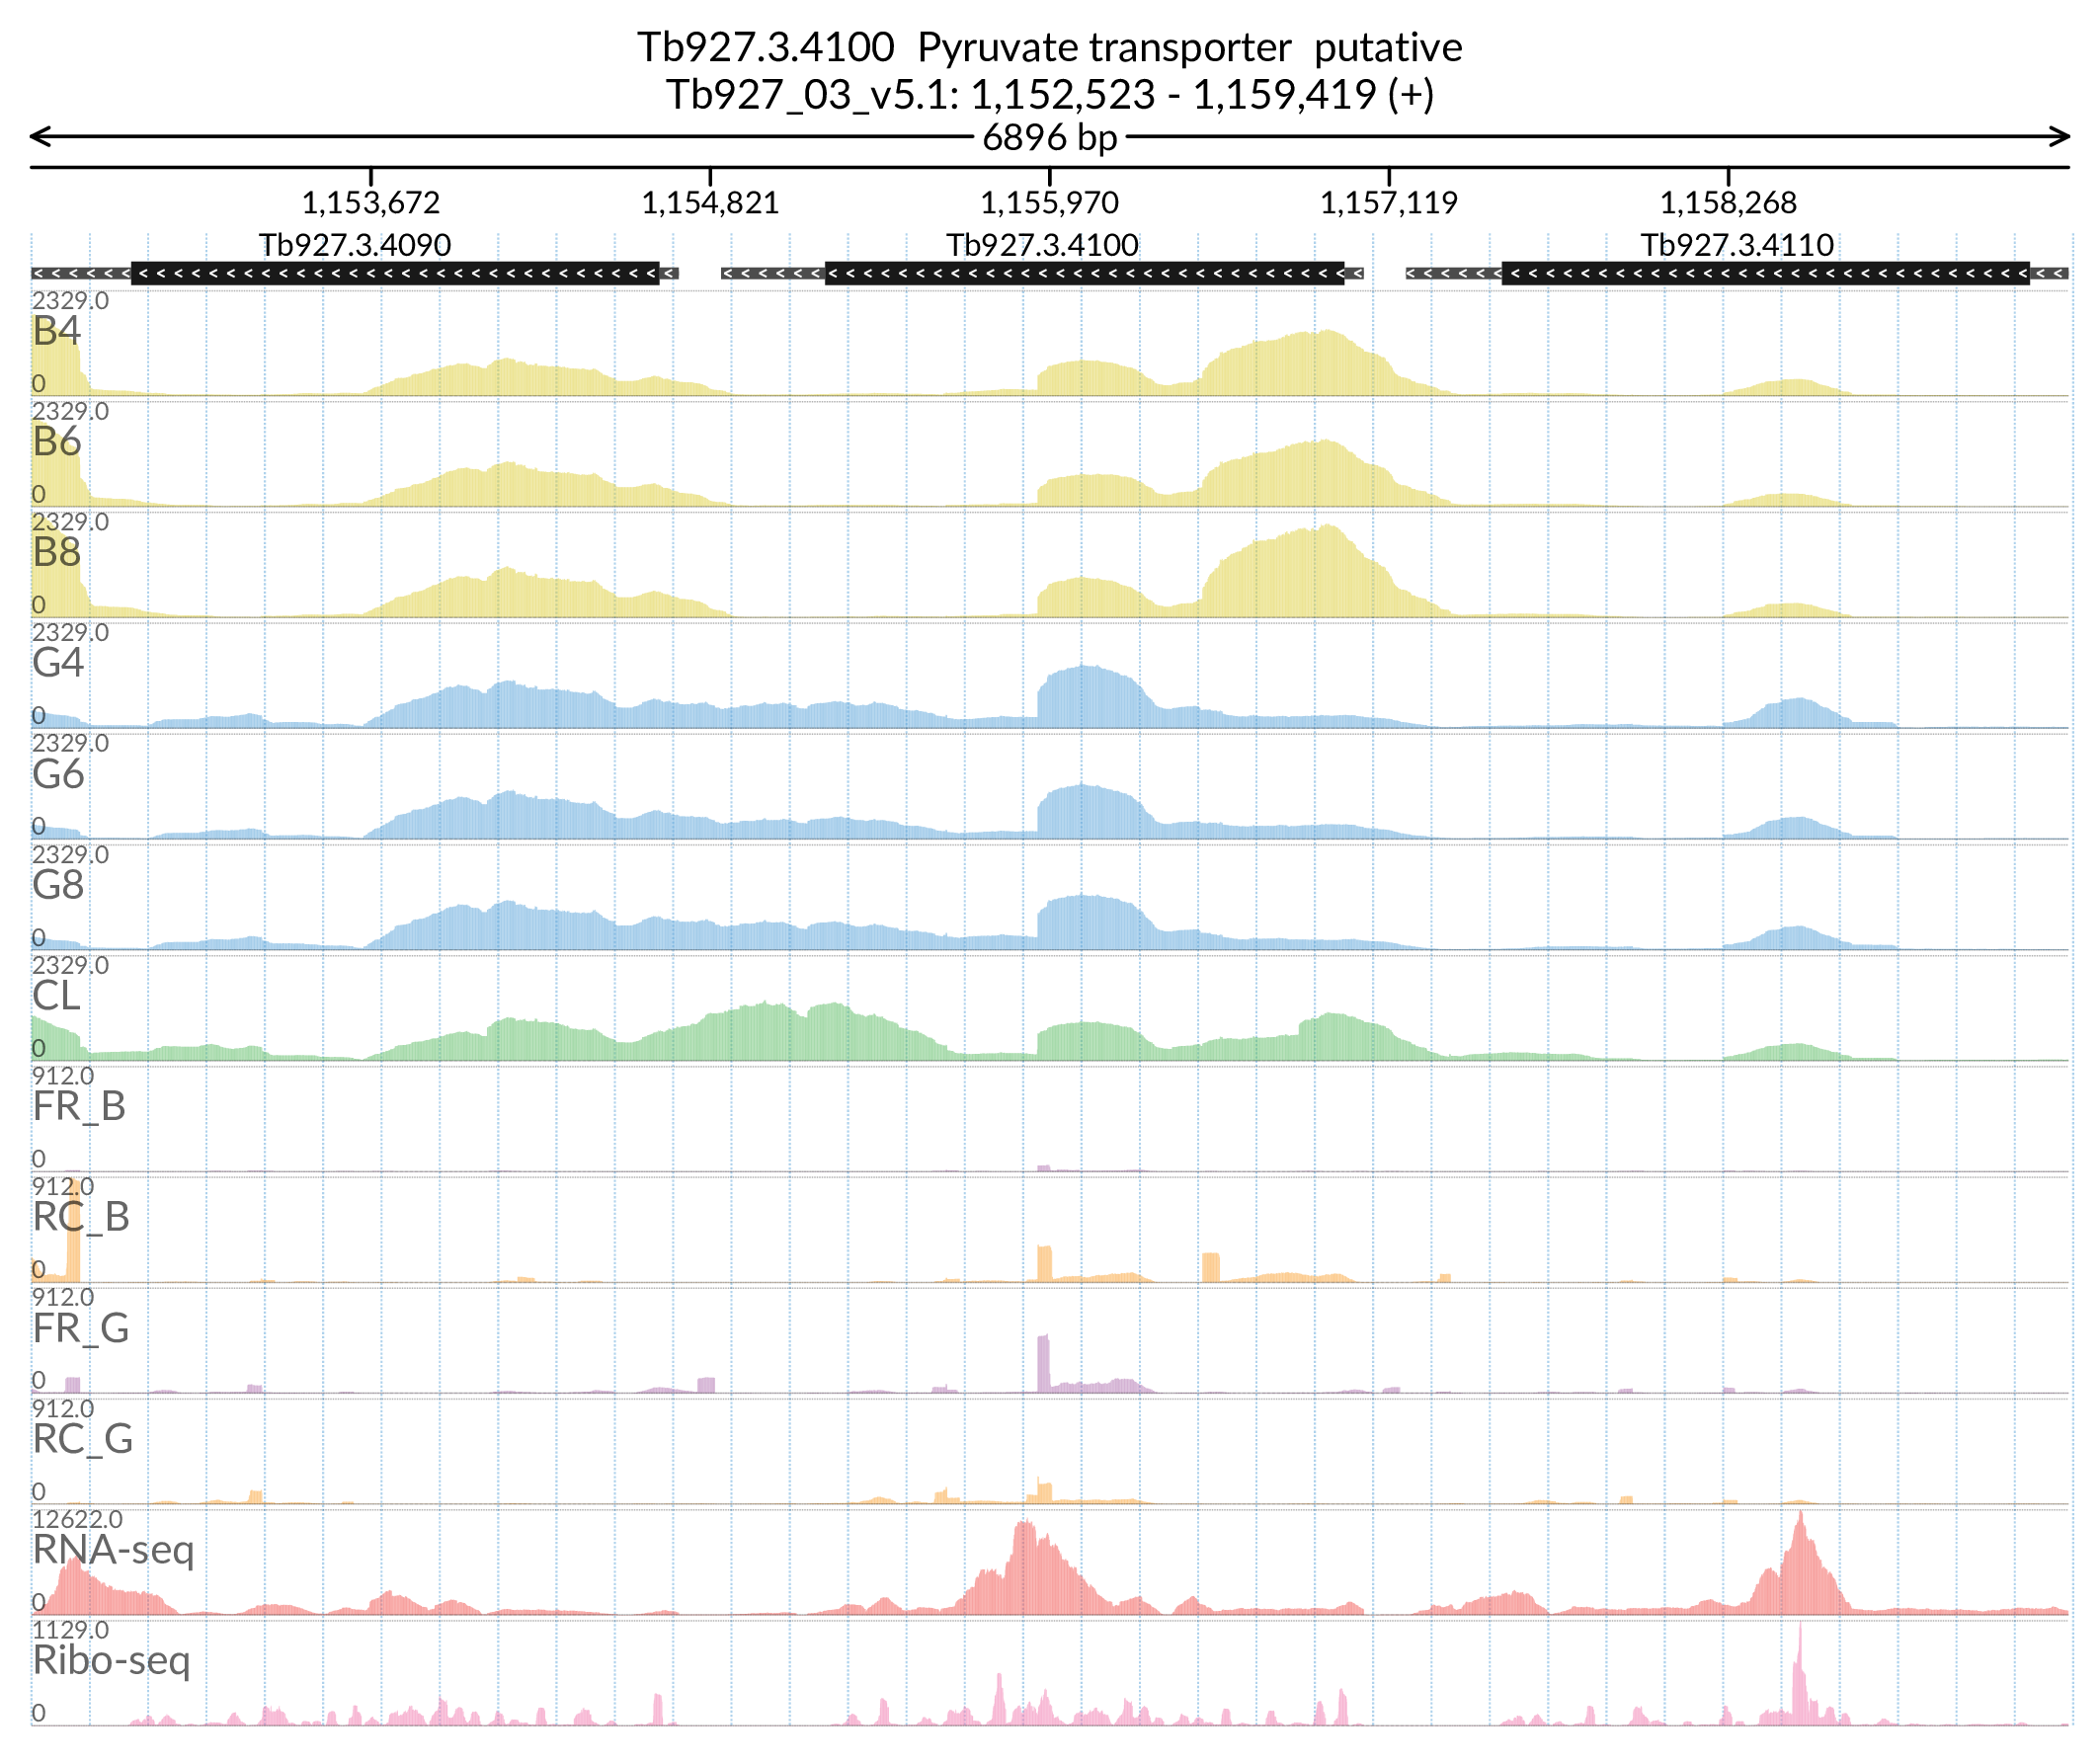 Tb927.3.4100 Pyruvate transporter putative
Tb927_03_v5.1: 1,152,523 - 1,159,419 (+)
6896 bp
1,153,672 1,154,821 1,155,970 1,157,119 1,158,268
Tb927.3.4090 Tb927.3.4100 Tb927.3.4110
2329.0
B4
0
2329.0
B6
0
2329.0
B8
0
2329.0
G4
0
2329.0
G6
0
2329.0
G8
0
2329.0
CL
0
912.0
FR_B
0
912.0
RC_B
0
912.0
FR_G
0
912.0
RC_G
0
12622.0
RNA-seq
0
1129.0
Ribo-seq
0